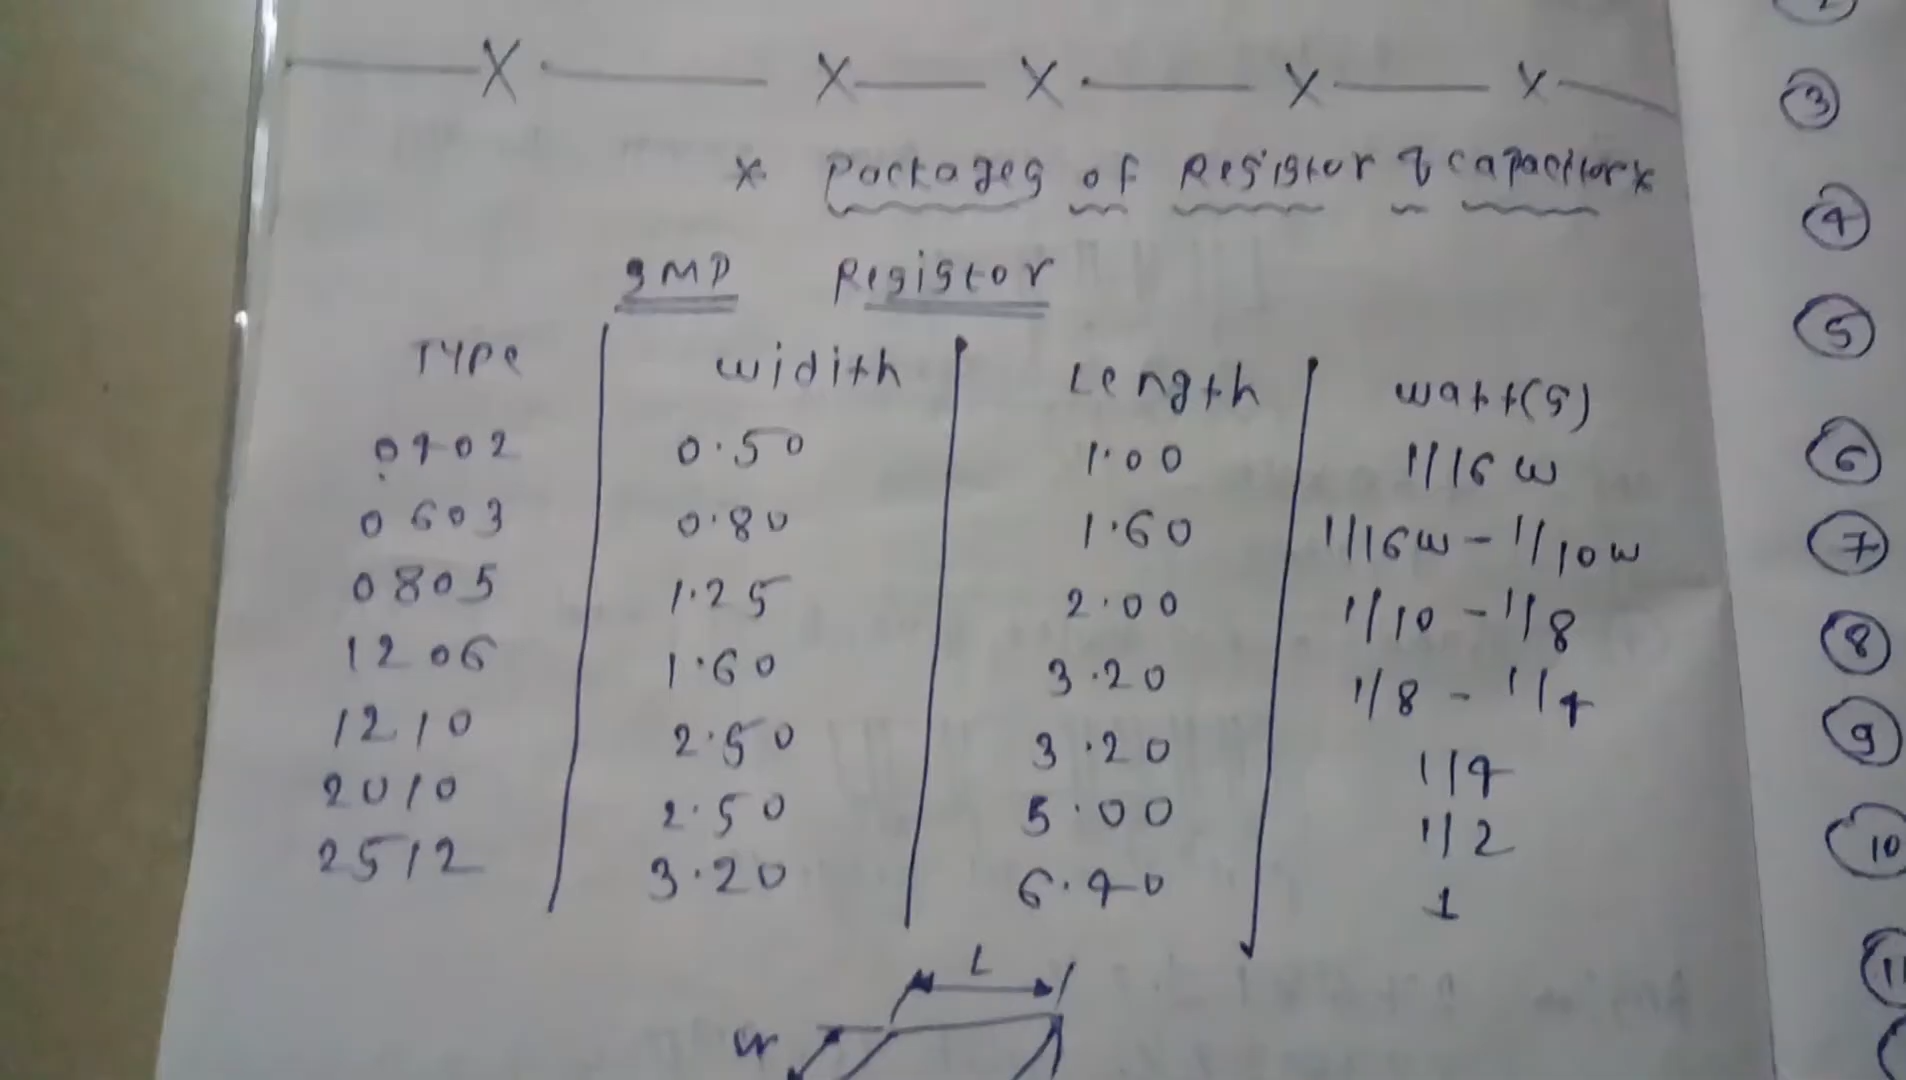 X X X X X
* Packages of Resistor & capacitor *
SMD Resistor
TYPE widith Length watt(s)
0402 0.50 1.00 1/16 w
0603 0.80 1.60 1/16w - 1/10w
0805 1.25 2.00 1/10 - 1/8
1206 1.60 3.20 1/8 - 1/4
1210 2.50 3.20 1/4
2010 2.50 5.00 1/2
2512 3.20 6.40 1
L
W
3
4
5
6
7
8
9
10
11